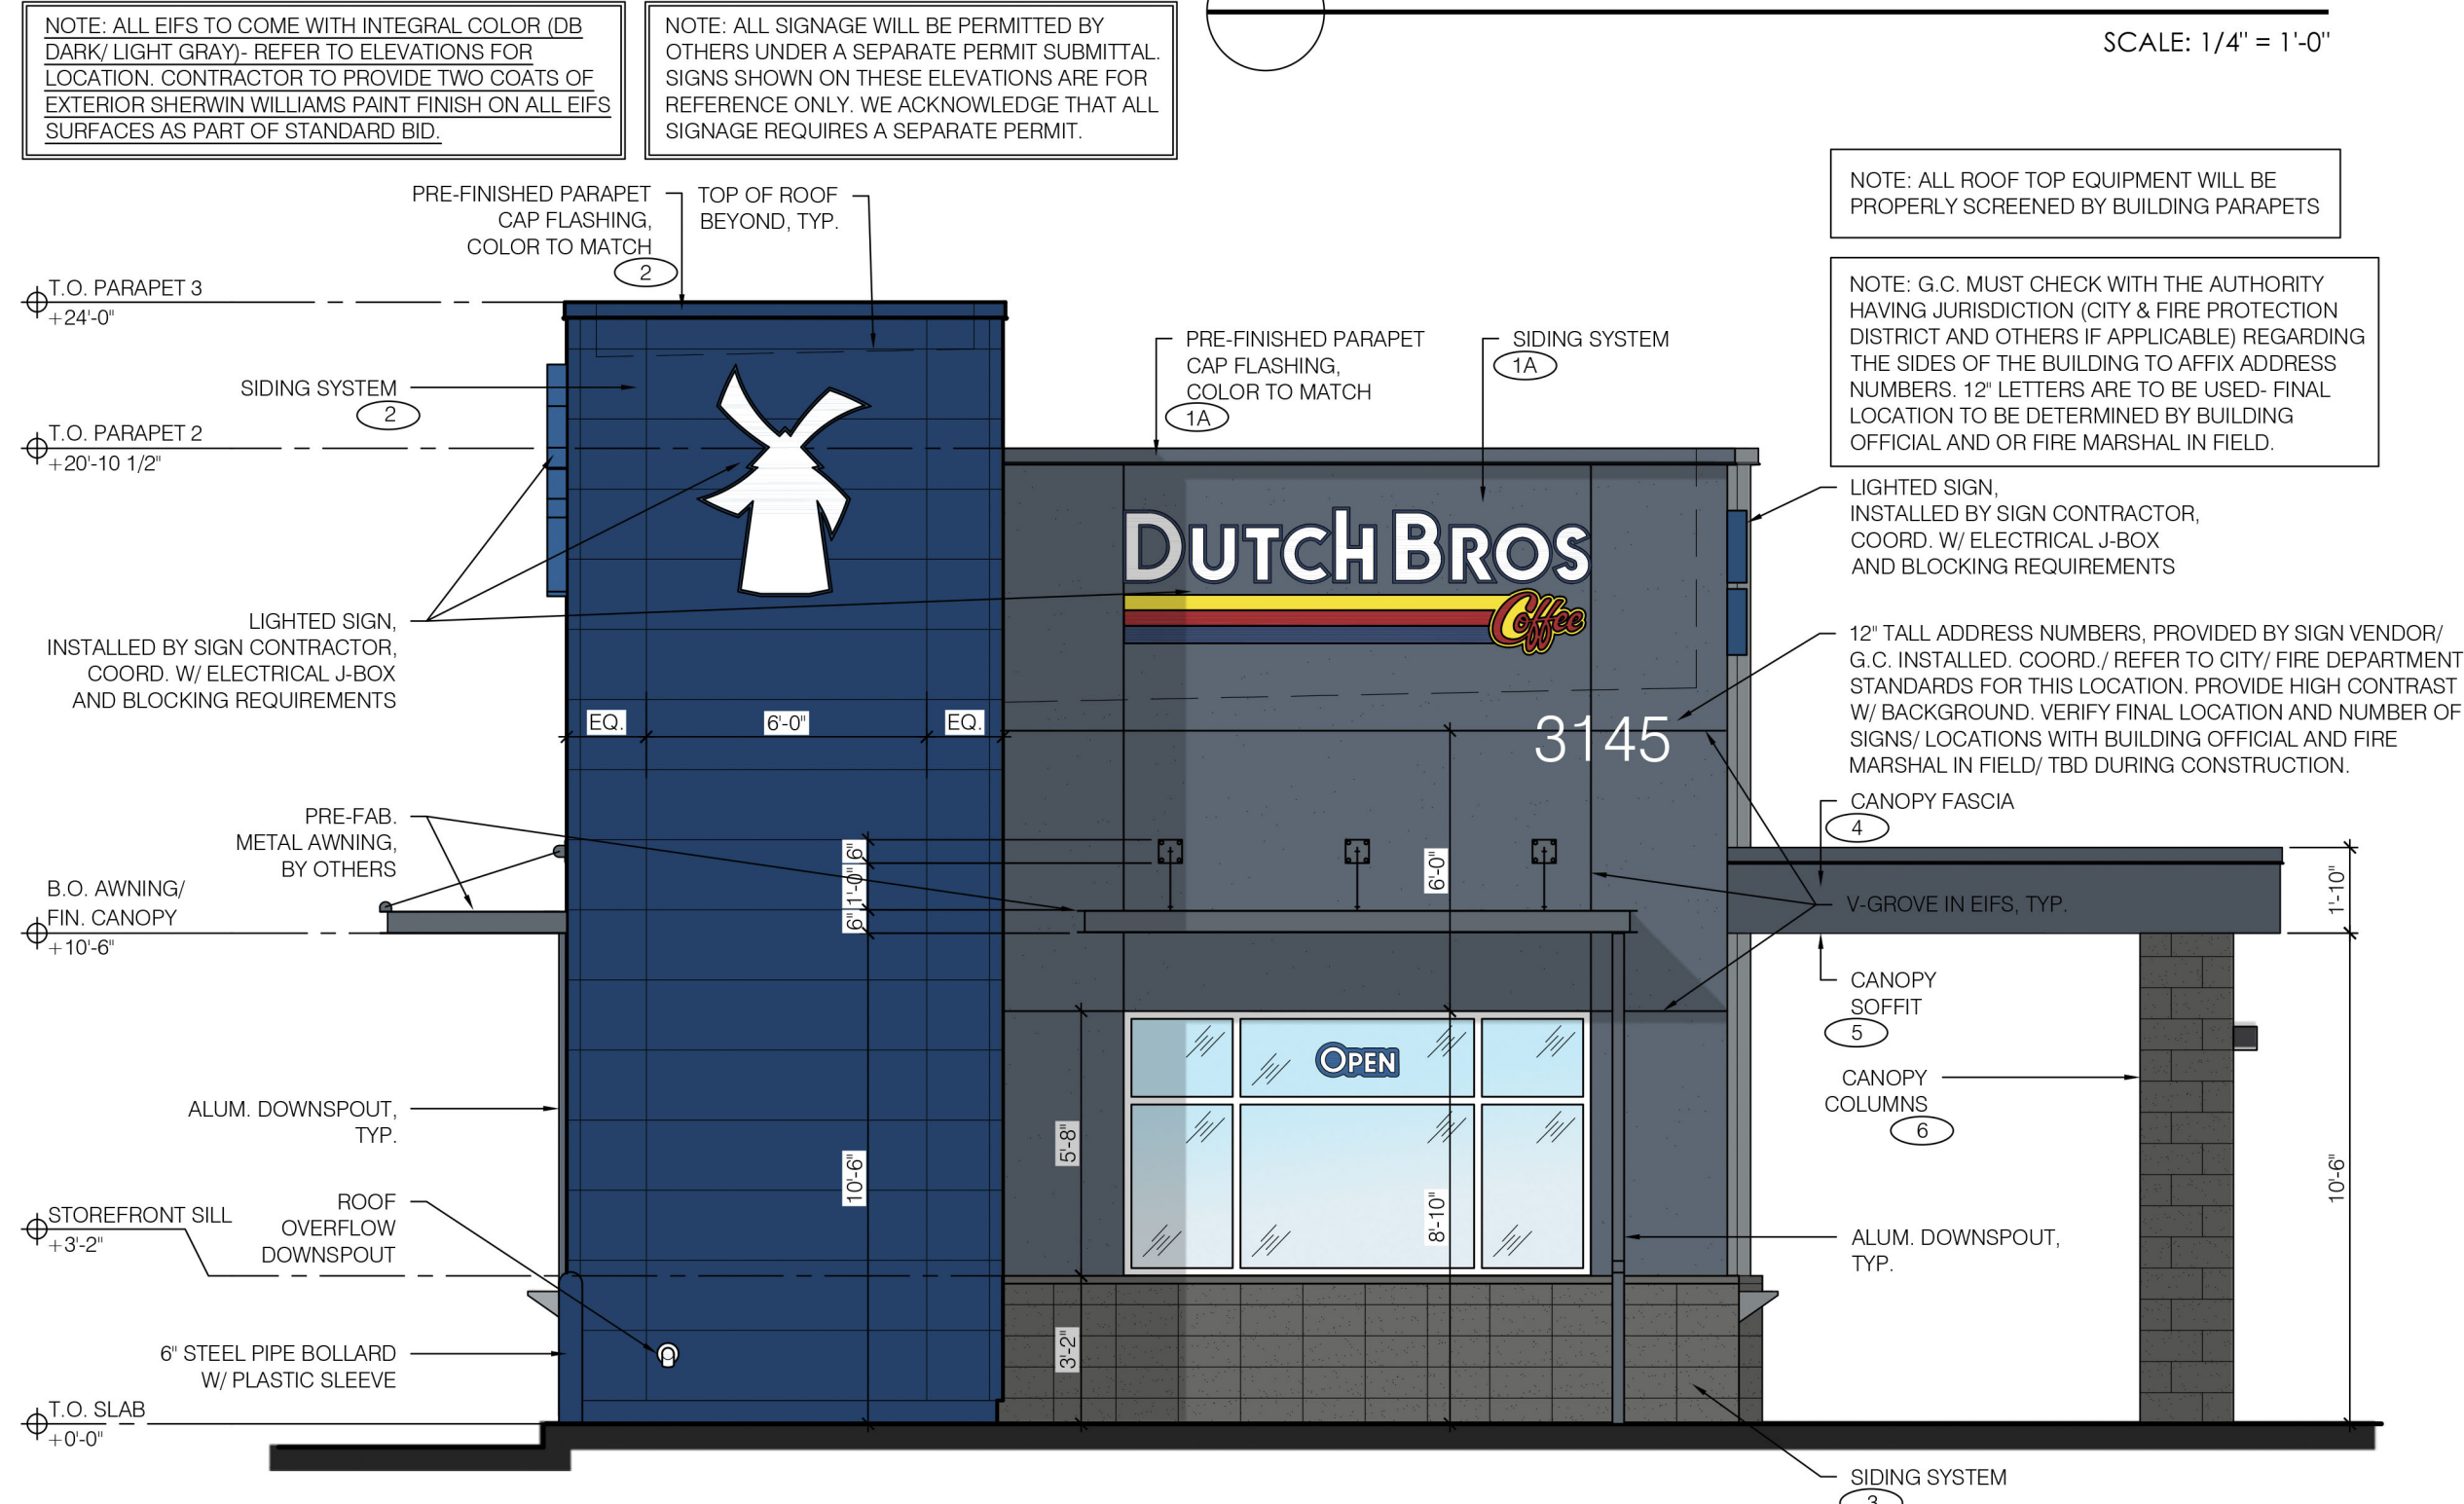 NOTE: ALL EIFS TO COME WITH INTEGRAL COLOR (DB
DARK/ LIGHT GRAY)- REFER TO ELEVATIONS FOR
LOCATION. CONTRACTOR TO PROVIDE TWO COATS OF
EXTERIOR SHERWIN WILLIAMS PAINT FINISH ON ALL EIFS
SURFACES AS PART OF STANDARD BID.
NOTE: ALL SIGNAGE WILL BE PERMITTED BY
OTHERS UNDER A SEPARATE PERMIT SUBMITTAL.
SIGNS SHOWN ON THESE ELEVATIONS ARE FOR
REFERENCE ONLY. WE ACKNOWLEDGE THAT ALL
SIGNAGE REQUIRES A SEPARATE PERMIT.
SCALE: 1/4" = 1'-0"
NOTE: ALL ROOF TOP EQUIPMENT WILL BE
PROPERLY SCREENED BY BUILDING PARAPETS
NOTE: G.C. MUST CHECK WITH THE AUTHORITY
HAVING JURISDICTION (CITY & FIRE PROTECTION
DISTRICT AND OTHERS IF APPLICABLE) REGARDING
THE SIDES OF THE BUILDING TO AFFIX ADDRESS
NUMBERS. 12" LETTERS ARE TO BE USED- FINAL
LOCATION TO BE DETERMINED BY BUILDING
OFFICIAL AND OR FIRE MARSHAL IN FIELD.
PRE-FINISHED PARAPET
CAP FLASHING,
COLOR TO MATCH
2
TOP OF ROOF
BEYOND, TYP.
T.O. PARAPET 3
+24'-0"
SIDING SYSTEM
2
T.O. PARAPET 2
+20'-10 1/2"
PRE-FINISHED PARAPET
CAP FLASHING,
COLOR TO MATCH
1A
SIDING SYSTEM
1A
LIGHTED SIGN,
INSTALLED BY SIGN CONTRACTOR,
COORD. W/ ELECTRICAL J-BOX
AND BLOCKING REQUIREMENTS
DUTCH BROS
Coffee
LIGHTED SIGN,
INSTALLED BY SIGN CONTRACTOR,
COORD. W/ ELECTRICAL J-BOX
AND BLOCKING REQUIREMENTS
12" TALL ADDRESS NUMBERS, PROVIDED BY SIGN VENDOR/
G.C. INSTALLED. COORD./ REFER TO CITY/ FIRE DEPARTMENT
STANDARDS FOR THIS LOCATION. PROVIDE HIGH CONTRAST
W/ BACKGROUND. VERIFY FINAL LOCATION AND NUMBER OF
SIGNS/ LOCATIONS WITH BUILDING OFFICIAL AND FIRE
MARSHAL IN FIELD/ TBD DURING CONSTRUCTION.
EQ.
6'-0"
EQ.
3145
PRE-FAB.
METAL AWNING,
BY OTHERS
CANOPY FASCIA
4
6"
1'-0"
6"
6'-0"
1'-10"
B.O. AWNING/
FIN. CANOPY
+10'-6"
V-GROVE IN EIFS, TYP.
CANOPY
SOFFIT
5
OPEN
CANOPY
COLUMNS
6
ALUM. DOWNSPOUT,
TYP.
5'-8"
10'-6"
8'-10"
10'-6"
ROOF
OVERFLOW
DOWNSPOUT
STOREFRONT SILL
+3'-2"
ALUM. DOWNSPOUT,
TYP.
3'-2"
6" STEEL PIPE BOLLARD
W/ PLASTIC SLEEVE
T.O. SLAB
+0'-0"
SIDING SYSTEM
3